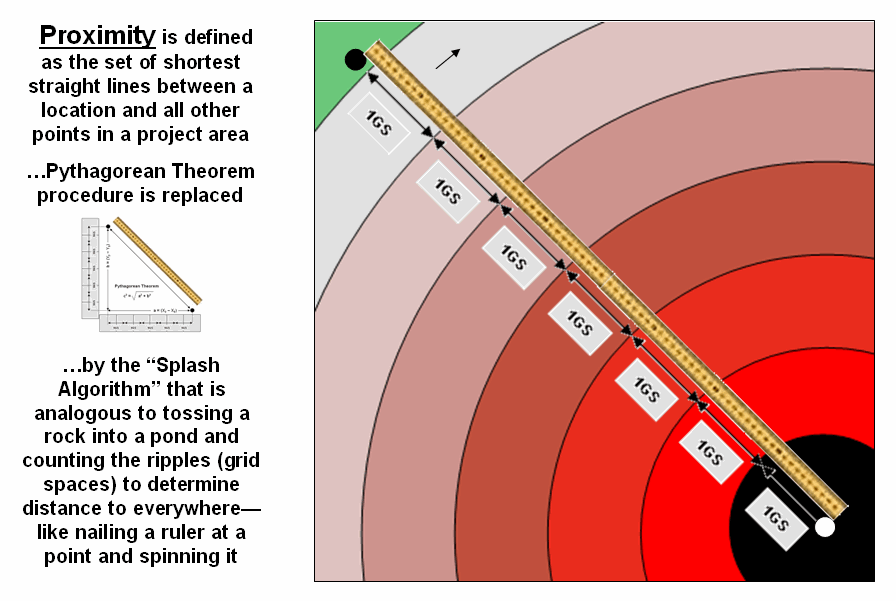 Proximity is defined
as the set of shortest
straight lines between a
location and all other
points in a project area
…Pythagorean Theorem
procedure is replaced
Pythagorean Theorem
…by the “Splash
Algorithm” that is
analogous to tossing a
rock into a pond and
counting the ripples (grid
spaces) to determine
distance to everywhere—
like nailing a ruler at a
point and spinning it
1GS
1GS
1GS
1GS
1GS
1GS
1GS